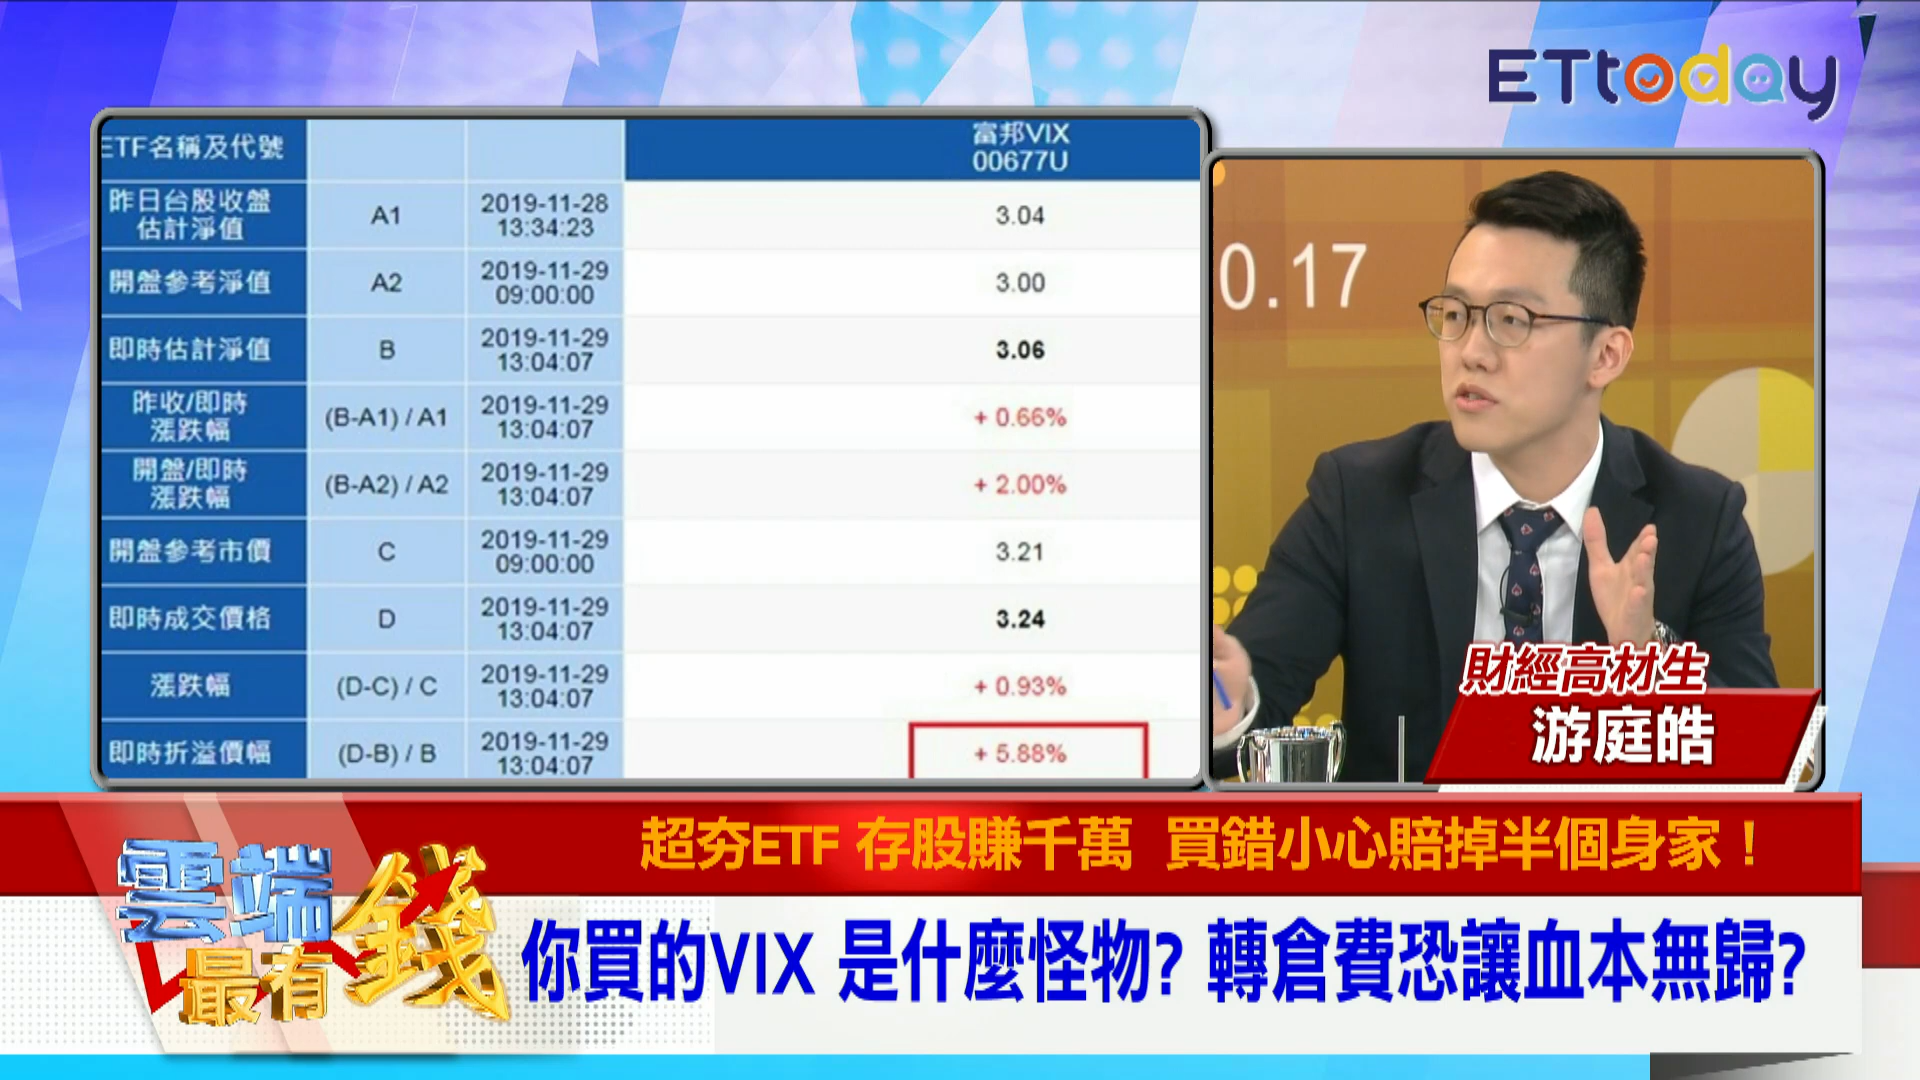 ETtoday
ETF名稱及代號
富邦VIX
00677U
昨日台股收盤
估計淨值
A1
2019-11-28
13:34:23
3.04
開盤參考淨值
A2
2019-11-29
09:00:00
3.00
即時估計淨值
B
2019-11-29
13:04:07
3.06
昨收/即時
漲跌幅
(B-A1) / A1
2019-11-29
13:04:07
+ 0.66%
開盤/即時
漲跌幅
(B-A2) / A2
2019-11-29
13:04:07
+ 2.00%
開盤參考市價
C
2019-11-29
09:00:00
3.21
即時成交價格
D
2019-11-29
13:04:07
3.24
漲跌幅
(D-C) / C
2019-11-29
13:04:07
+ 0.93%
即時折溢價幅
(D-B) / B
2019-11-29
13:04:07
+ 5.88%
0.17
財經高材生
游庭皓
超夯ETF 存股賺千萬 買錯小心賠掉半個身家！
雲端
最有錢
你買的VIX 是什麼怪物? 轉倉費恐讓血本無歸?